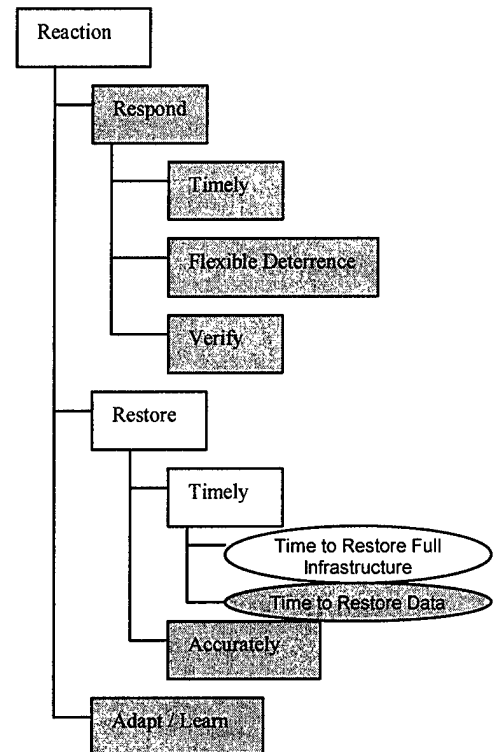 Reaction
Respond
Timely
Flexible Deterrence
Verify
Restore
Timely
Time to Restore Full
Infrastructure
Time to Restore Data
Accurately
Adapt / Learn